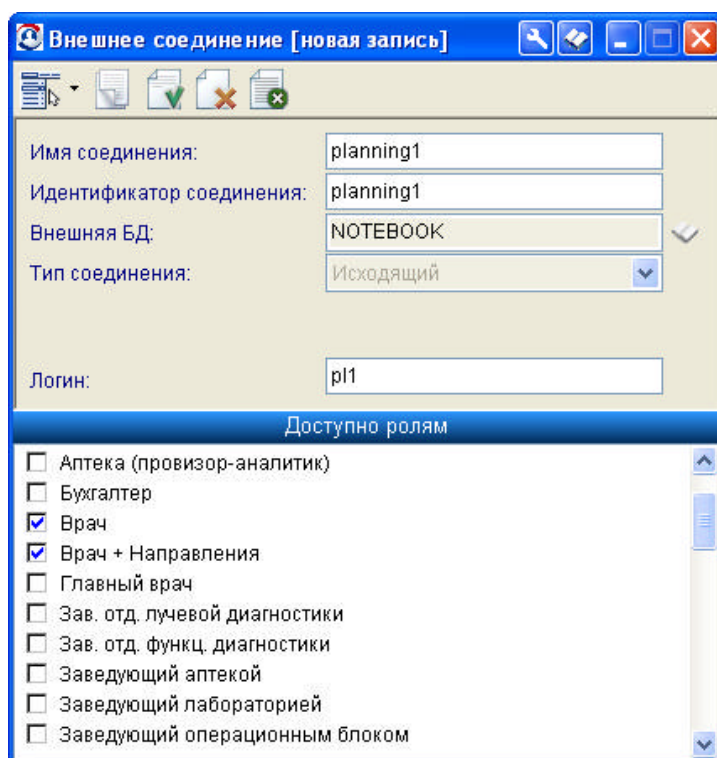 Внешнее соединение [новая запись]
Имя соединения: planning1
Идентификатор соединения: planning1
Внешняя БД: NOTEBOOK
Тип соединения: Исходящий
Логин: pl1
Доступно ролям
Аптека (провизор-аналитик)
Бухгалтер
Врач
Врач + Направления
Главный врач
Зав. отд. лучевой диагностики
Зав. отд. функц. диагностики
Заведующий аптекой
Заведующий лабораторией
Заведующий операционным блоком